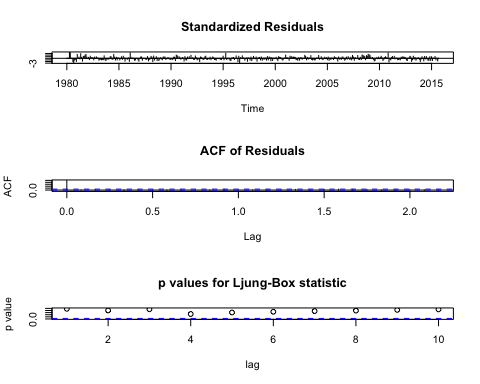 Standardized Residuals
-3
1980 1985 1990 1995 2000 2005 2010 2015
Time
ACF of Residuals
ACF
0.0
0.0 0.5 1.0 1.5 2.0
Lag
p values for Ljung-Box statistic
p value
0.0
2 4 6 8 10
lag